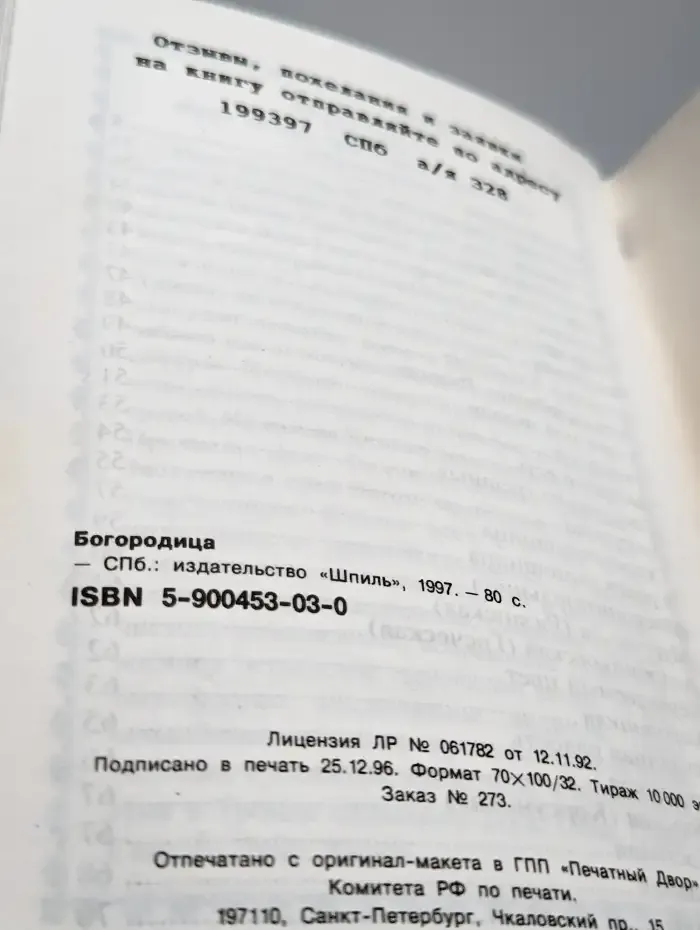 Отзывы, пожелания и заявки
на книгу отправляйте по адресу
199397 СПб а/я 328
Богородица
— СПб.: издательство «Шпиль», 1997. — 80 с.
ISBN 5-900453-03-0
Лицензия ЛР № 061782 от 12.11.92.
Подписано в печать 25.12.96. Формат 70×100/32. Тираж 10 000 э
Заказ № 273.
Отпечатано с оригинал-макета в ГПП «Печатный Двор»
Комитета РФ по печати.
197110, Санкт-Петербург, Чкаловский пр., 15